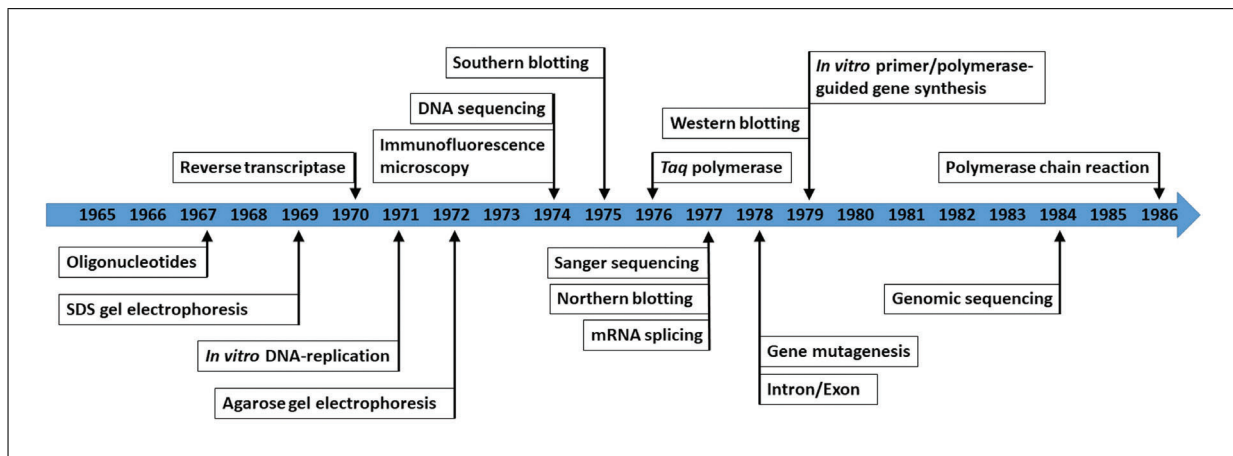 Southern blotting
In vitro primer/polymerase-
guided gene synthesis
DNA sequencing
Western blotting
Immunofluorescence
microscopy
Reverse transcriptase
Taq polymerase
Polymerase chain reaction
1965 1966 1967 1968 1969 1970 1971 1972 1973 1974 1975 1976 1977 1978 1979 1980 1981 1982 1983 1984 1985 1986
Oligonucleotides
Sanger sequencing
SDS gel electrophoresis
Northern blotting
Genomic sequencing
mRNA splicing
In vitro DNA-replication
Gene mutagenesis
Agarose gel electrophoresis
Intron/Exon